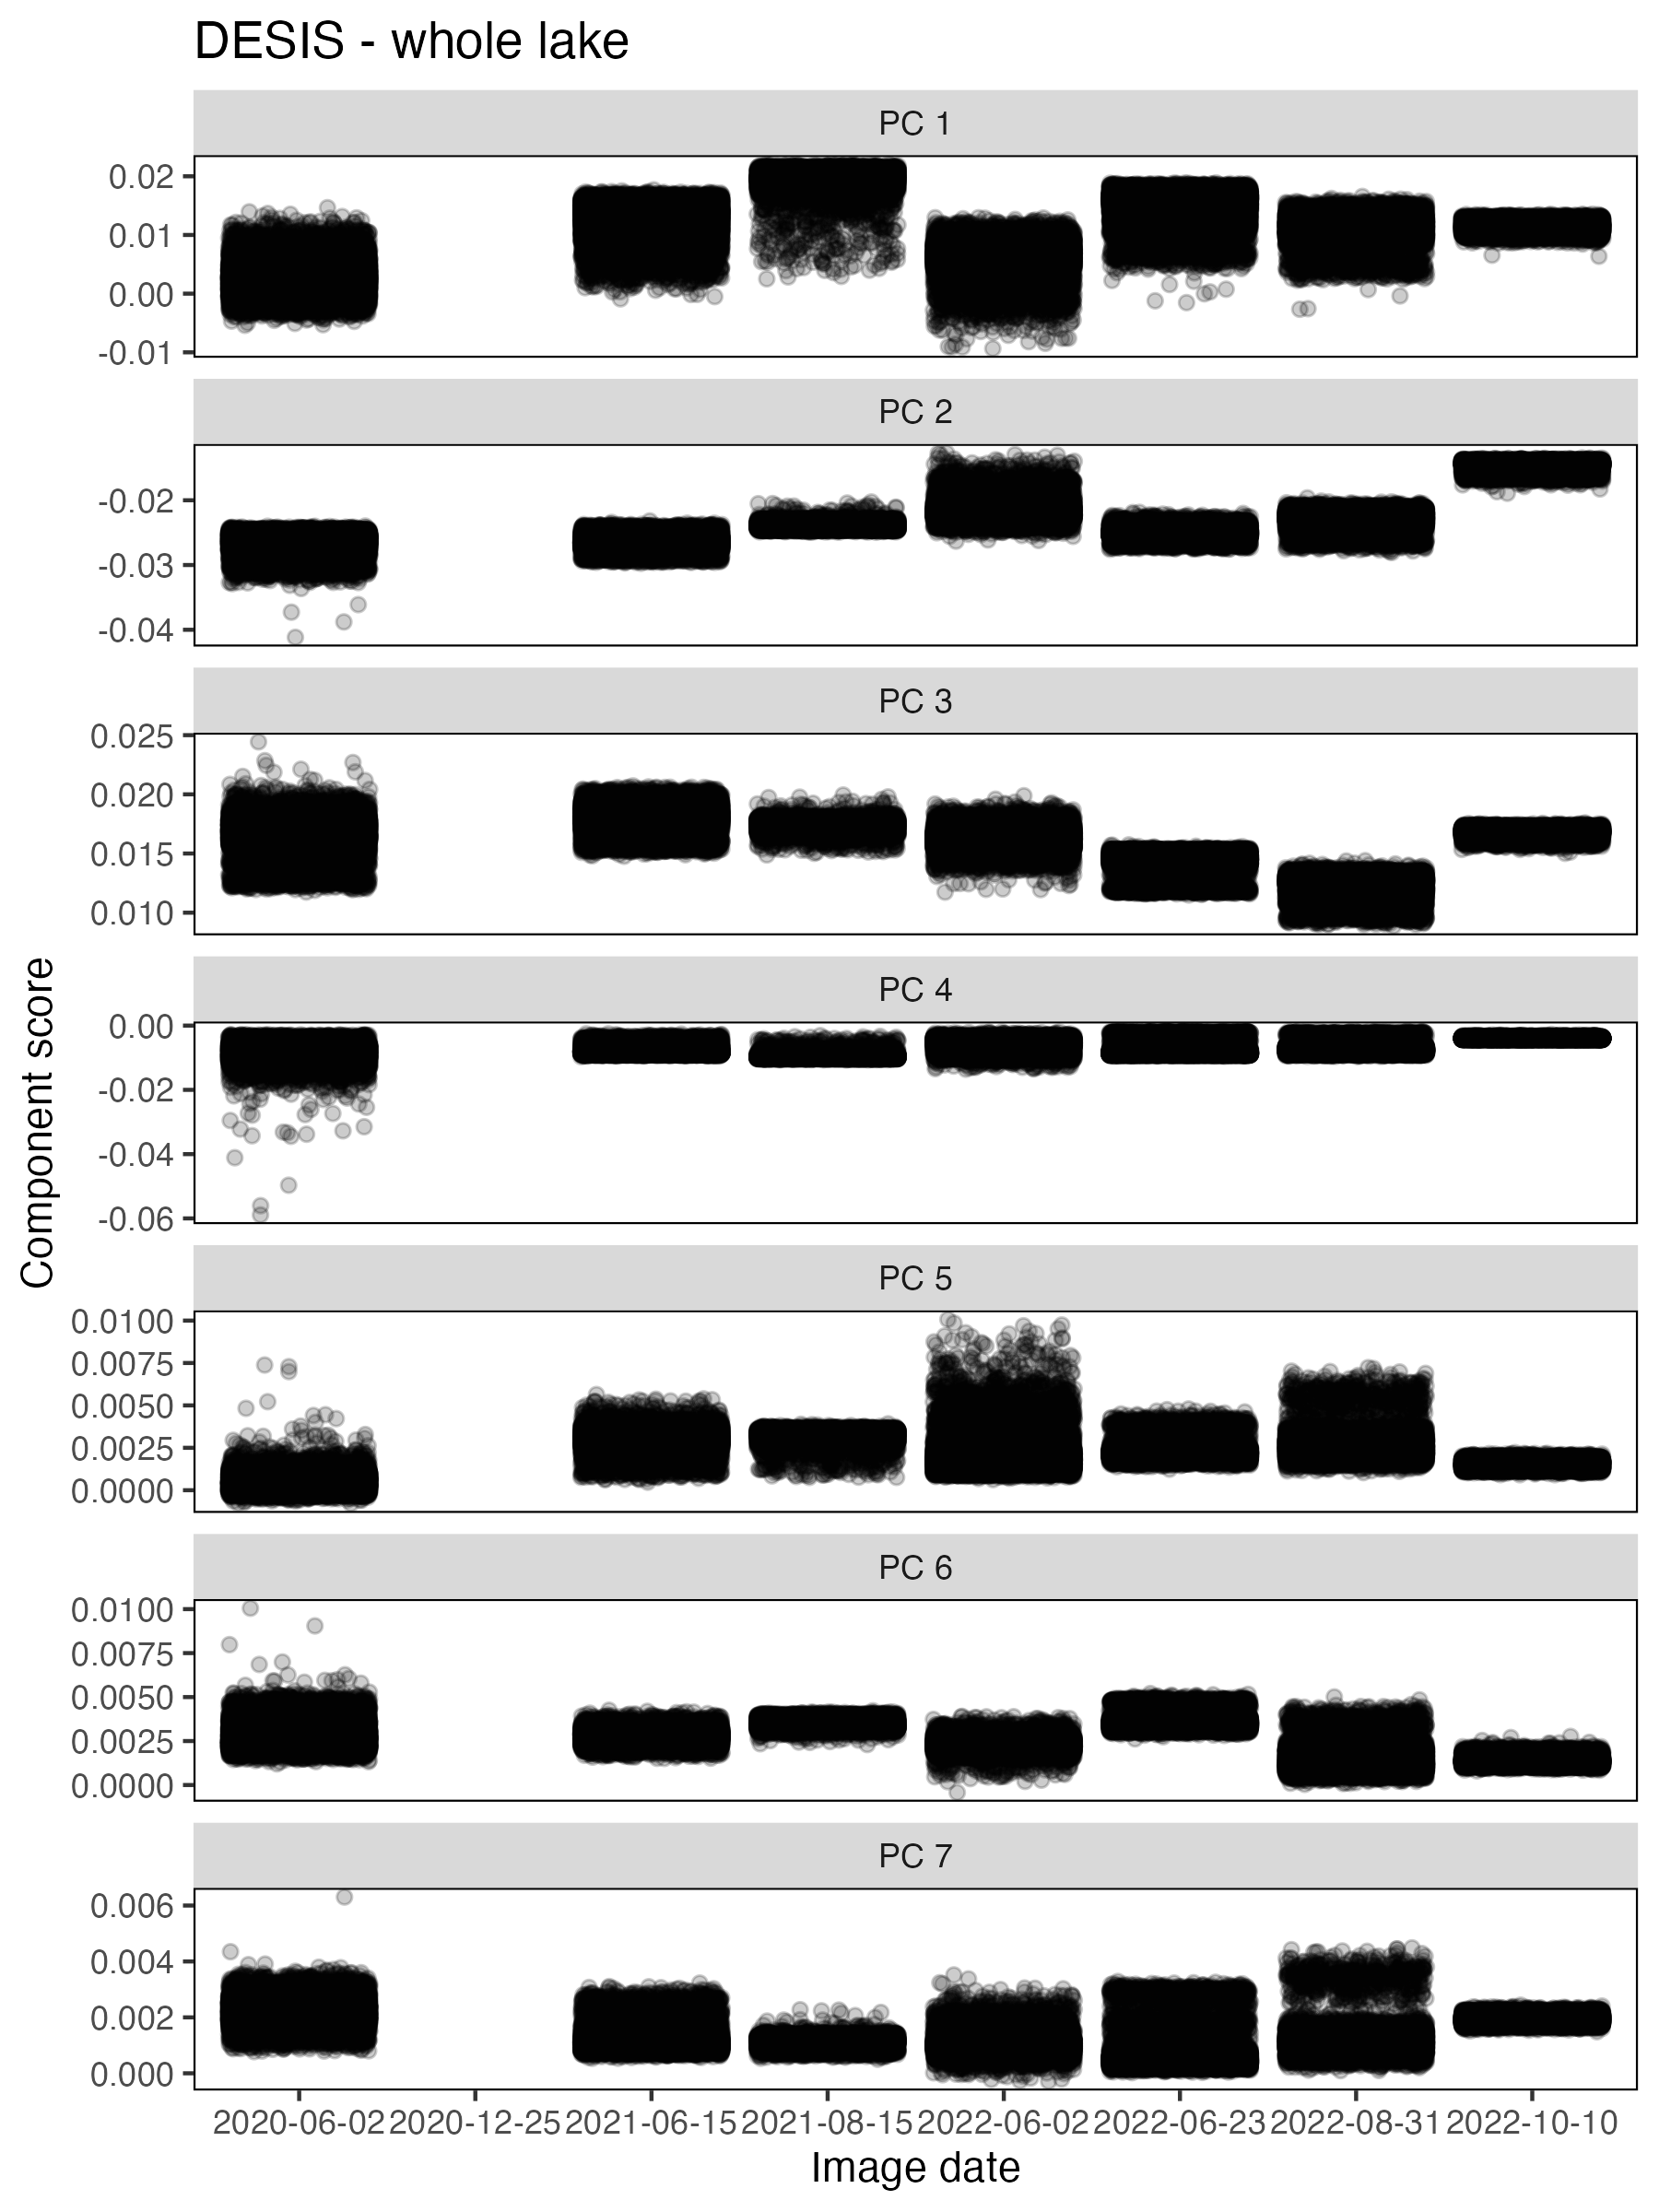 DESIS - whole lake
PC 1
0.02
0.01
0.00
-0.01
PC 2
-0.02
-0.03
-0.04
PC 3
0.025
0.020
0.015
0.010
PC 4
0.00
-0.02
-0.04
-0.06
Component score
PC 5
0.0100
0.0075
0.0050
0.0025
0.0000
PC 6
0.0100
0.0075
0.0050
0.0025
0.0000
PC 7
0.006
0.004
0.002
0.000
2020-06-02 2020-12-25 2021-06-15 2021-08-15 2022-06-02 2022-06-23 2022-08-31 2022-10-10
Image date